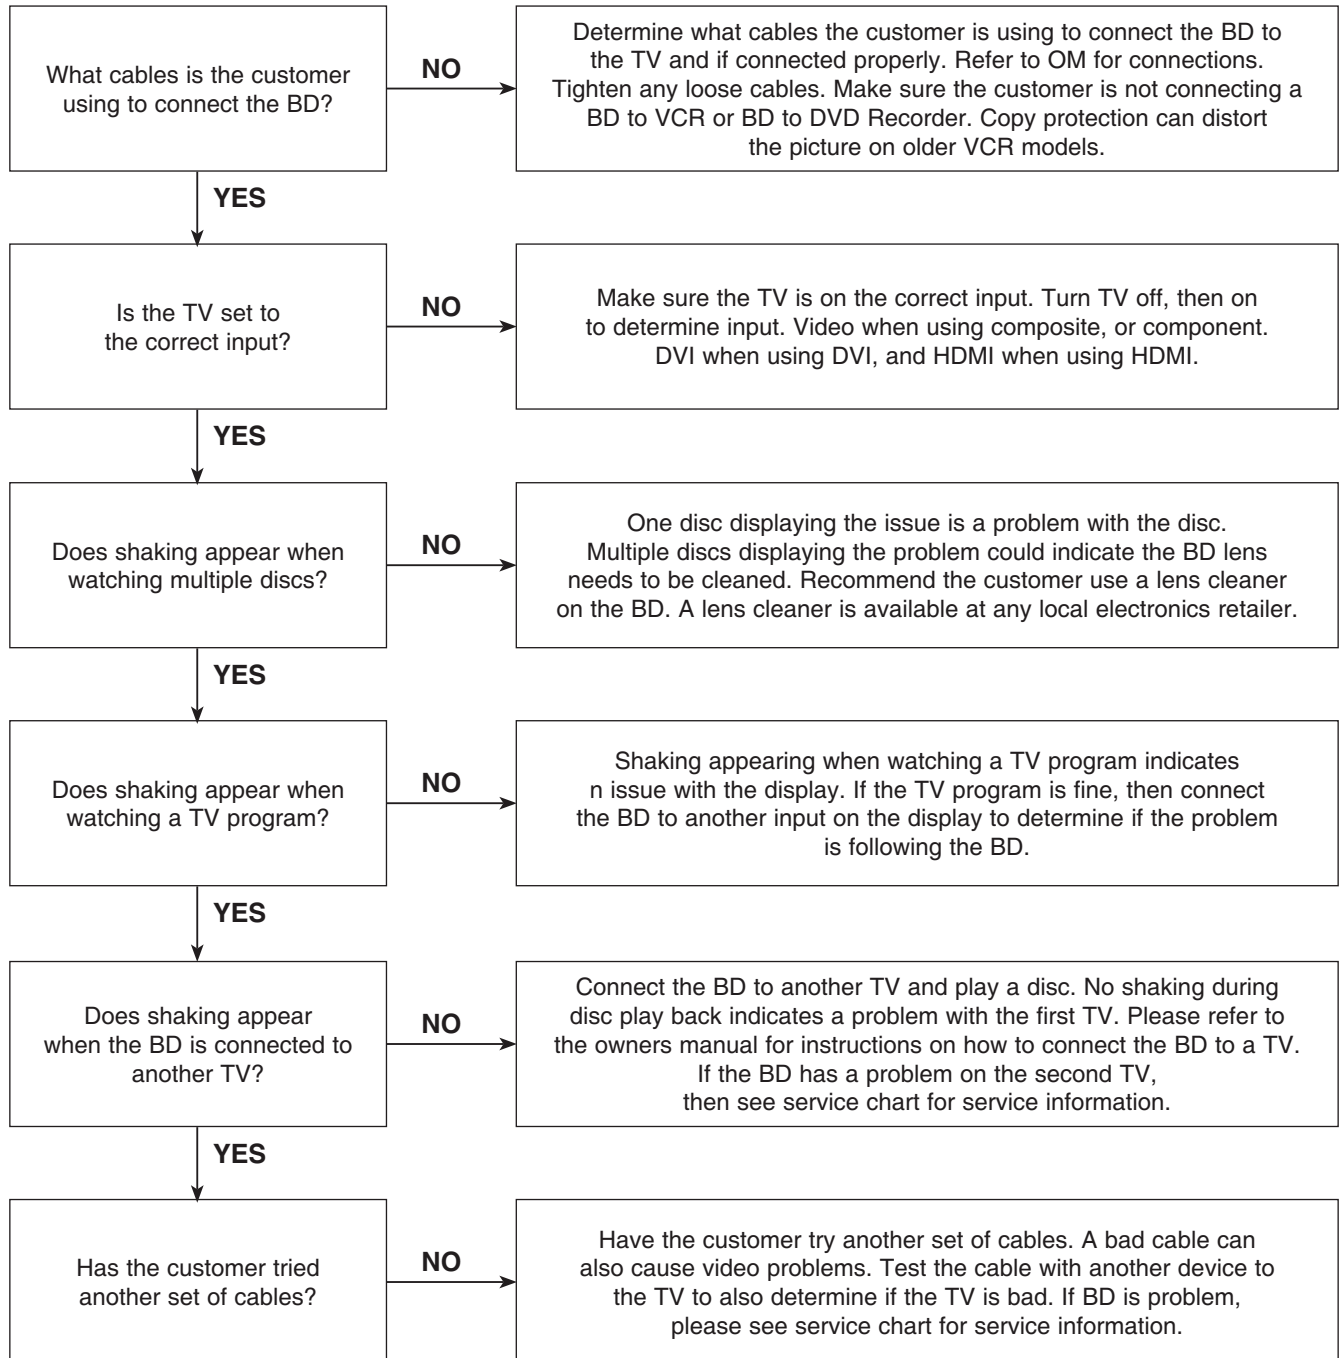 What cables is the customer
using to connect the BD?
NO
Determine what cables the customer is using to connect the BD to
the TV and if connected properly. Refer to OM for connections.
Tighten any loose cables. Make sure the customer is not connecting a
BD to VCR or BD to DVD Recorder. Copy protection can distort
the picture on older VCR models.
YES
Is the TV set to
the correct input?
NO
Make sure the TV is on the correct input. Turn TV off, then on
to determine input. Video when using composite, or component.
DVI when using DVI, and HDMI when using HDMI.
YES
Does shaking appear when
watching multiple discs?
NO
One disc displaying the issue is a problem with the disc.
Multiple discs displaying the problem could indicate the BD lens
needs to be cleaned. Recommend the customer use a lens cleaner
on the BD. A lens cleaner is available at any local electronics retailer.
YES
Does shaking appear when
watching a TV program?
NO
Shaking appearing when watching a TV program indicates
n issue with the display. If the TV program is fine, then connect
the BD to another input on the display to determine if the problem
is following the BD.
YES
Does shaking appear
when the BD is connected to
another TV?
NO
Connect the BD to another TV and play a disc. No shaking during
disc play back indicates a problem with the first TV. Please refer to
the owners manual for instructions on how to connect the BD to a TV.
If the BD has a problem on the second TV,
then see service chart for service information.
YES
Has the customer tried
another set of cables?
NO
Have the customer try another set of cables. A bad cable can
also cause video problems. Test the cable with another device to
the TV to also determine if the TV is bad. If BD is problem,
please see service chart for service information.